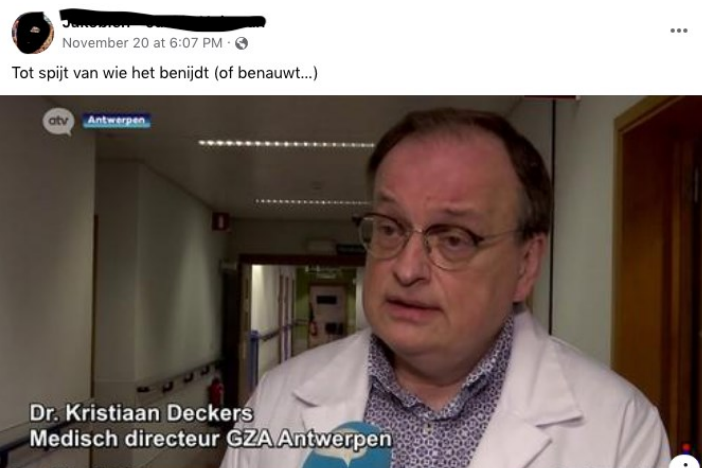 November 20 at 6:07 PM ·
Tot spijt van wie het benijdt (of benauwt...)
atv
Antwerpen
Dr. Kristiaan Deckers
Medisch directeur GZA Antwerpen